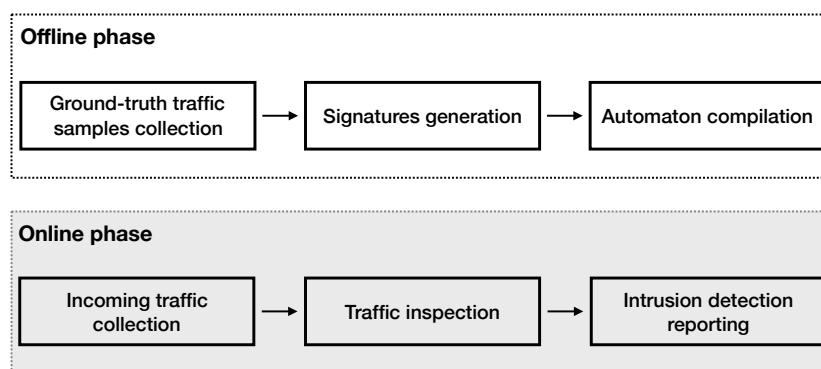 Offline phase
Ground-truth traffic
samples collection
Signatures generation
Automaton compilation
Online phase
Incoming traffic
collection
Traffic inspection
Intrusion detection
reporting